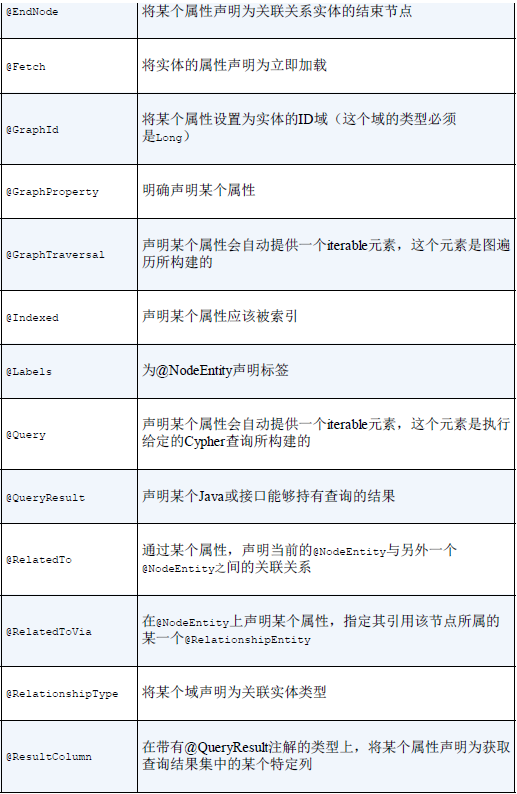 @EndNode
将某个属性声明为关联关系实体的结束节点
@Fetch
将实体的属性声明为立即加载
@GraphId
将某个属性设置为实体的ID域（这个域的类型必须
是Long）
@GraphProperty
明确声明某个属性
@GraphTraversal
声明某个属性会自动提供一个iterable元素，这个元素是图遍
历所构建的
@Indexed
声明某个属性应该被索引
@Labels
为@NodeEntity声明标签
@Query
声明某个属性会自动提供一个iterable元素，这个元素是执行
给定的Cypher查询所构建的
@QueryResult
声明某个Java或接口能够持有查询的结果
@RelatedTo
通过某个属性，声明当前的@NodeEntity与另外一个
@NodeEntity之间的关联关系
@RelatedToVia
在@NodeEntity上声明某个属性，指定其引用该节点所属的
某一个@RelationshipEntity
@RelationshipType
将某个域声明为关联实体类型
@ResultColumn
在带有@QueryResult注解的类型上，将某个属性声明为获取
查询结果集中的某个特定列